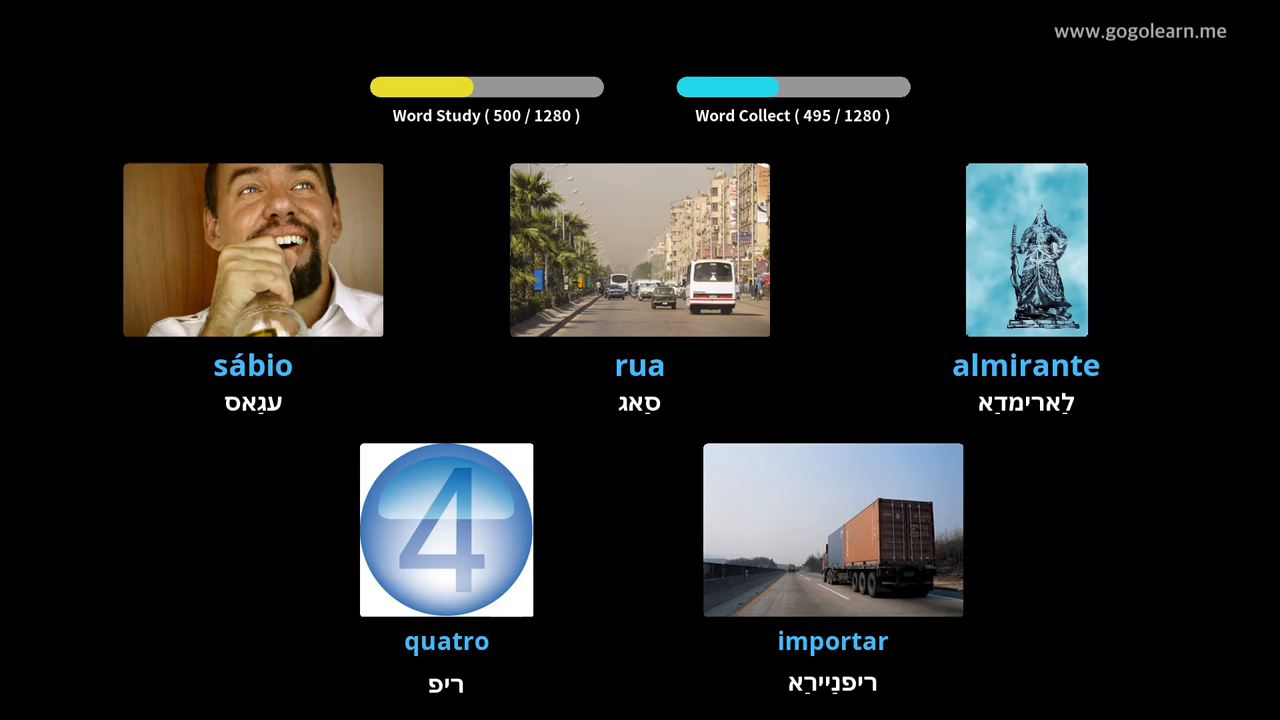 www.gogolearn.me
Word Study ( 500 / 1280 )
Word Collect ( 495 / 1280 )
sábio
עגַאס
rua
סַאג
almirante
לַארימדַא
quatro
ריפ
importar
ריפנַיירַא